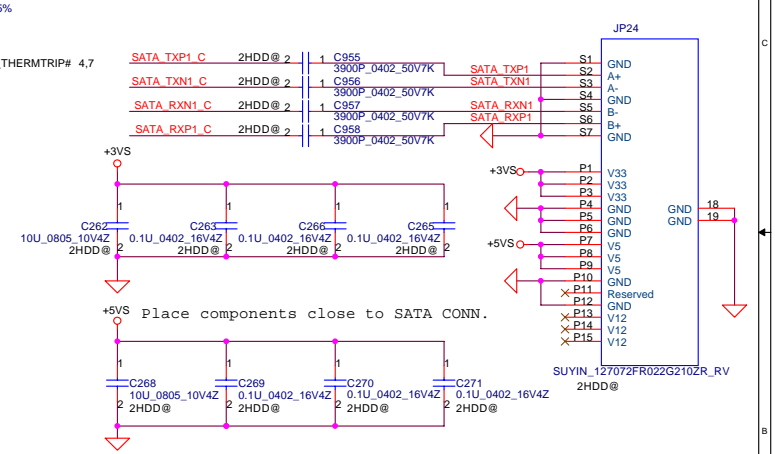 5%
THERMTRIP# 4,7
JP24
C
SATA_TXP1_C 2HDD@ 2 1 C955
3900P_0402_50V7K
SATA_TXP1
S1 GND
S2 A+
SATA_TXN1_C 2HDD@ 2 1 C956
3900P_0402_50V7K
SATA_TXN1
S3 A-
S4 GND
SATA_RXN1_C 2HDD@ 2 1 C957
3900P_0402_50V7K
SATA_RXN1
S5 B-
SATA_RXP1_C 2HDD@ 2 1 C958
3900P_0402_50V7K
SATA_RXP1
S6 B+
S7 GND
+3VS
+3VS
P1 V33
P2 V33
P3 V33
P4 GND
P5 GND
P6 GND
+5VS
P7 V5
P8 V5
P9 V5
P10 GND
P11 Reserved
P12 GND
P13 V12
P14 V12
P15 V12
GND 18
GND 19
1 1 1 1
C262 C263 C266 C265
10U_0805_10V4Z 0.1U_0402_16V4Z 0.1U_0402_16V4Z 0.1U_0402_16V4Z
2HDD@ 2 2HDD@ 2 2HDD@ 2 2HDD@ 2
+5VS Place components close to SATA CONN.
1 1 1 1
C268 C269 C270 C271
10U_0805_10V4Z 0.1U_0402_16V4Z 0.1U_0402_16V4Z 0.1U_0402_16V4Z
2 2HDD@ 2 2HDD@ 2 2HDD@ 2 2HDD@
SUYIN_127072FR022G210ZR_RV
2HDD@
B